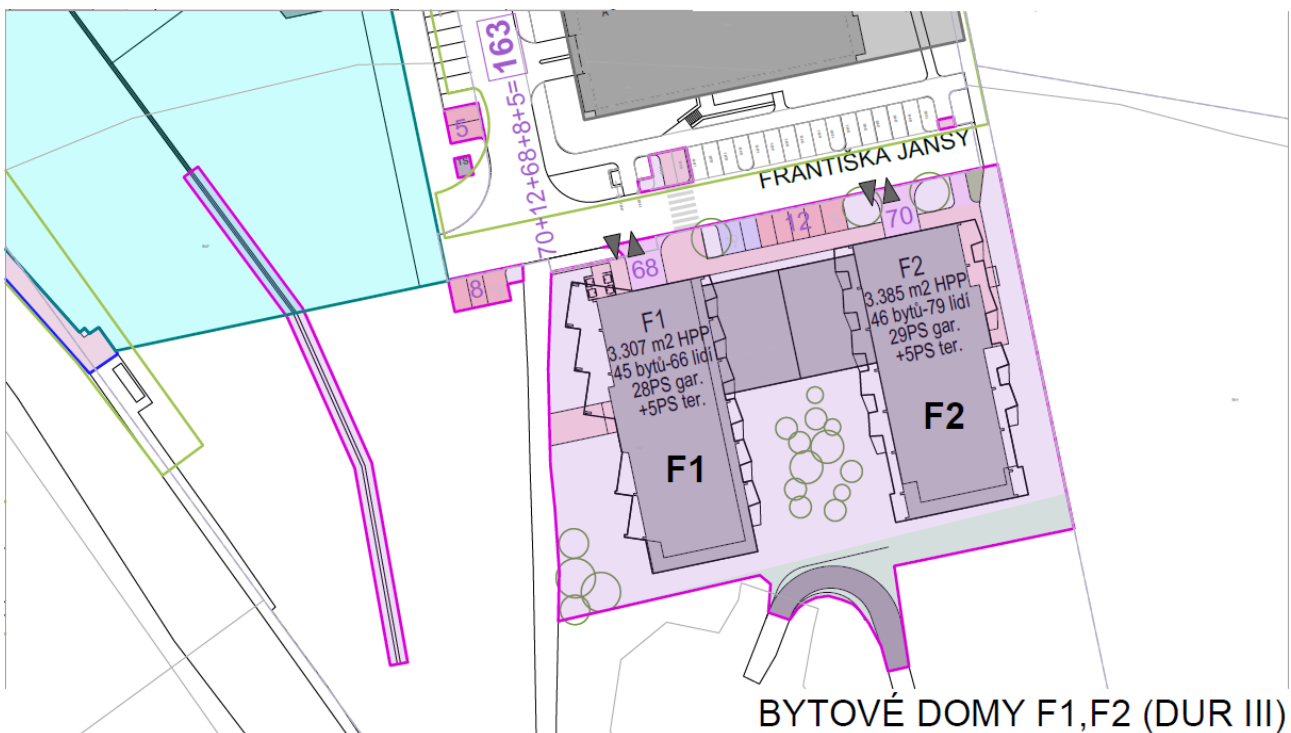 70+12+68+8+5= 163
5
15
FRANTIŠKA JANSY
12
70
68
8
F1
3.307 m2 HPP
45 bytů-66 lidí
28PS gar.
+5PS ter.
F1
F2
3.385 m2 HPP
46 bytů-79 lidí
29PS gar.
+5PS ter.
F2
BYTOVÉ DOMY F1,F2 (DUR III)